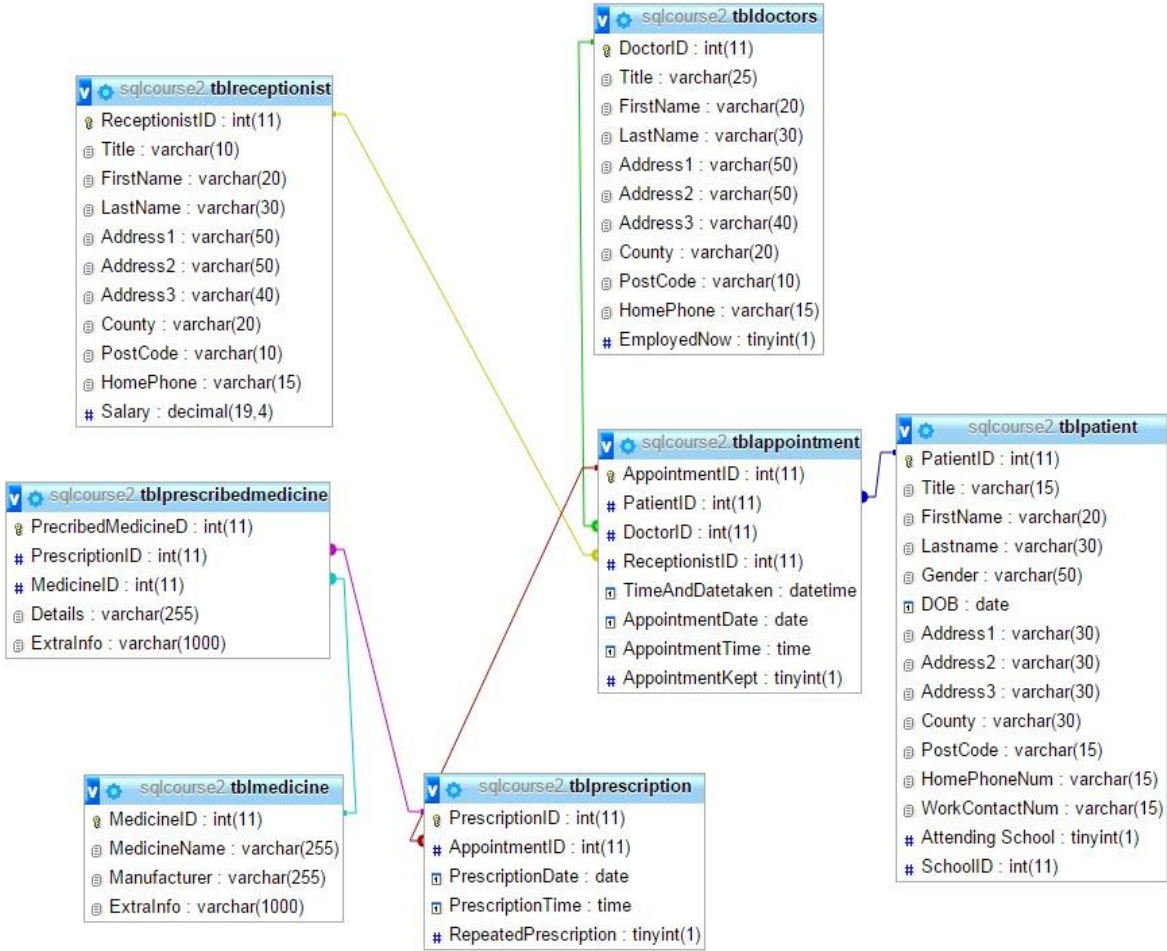 sqlcourse2.tbldoctors
DoctorID : int(11)
Title : varchar(25)
FirstName : varchar(20)
LastName : varchar(30)
Address1 : varchar(50)
Address2 : varchar(50)
Address3 : varchar(40)
County : varchar(20)
PostCode : varchar(10)
HomePhone : varchar(15)
EmployedNow : tinyint(1)
sqlcourse2.tblreceptionist
ReceptionistID : int(11)
Title : varchar(10)
FirstName : varchar(20)
LastName : varchar(30)
Address1 : varchar(50)
Address2 : varchar(50)
Address3 : varchar(40)
County : varchar(20)
PostCode : varchar(10)
HomePhone : varchar(15)
Salary : decimal(19,4)
sqlcourse2.tblappointment
AppointmentID : int(11)
PatientID : int(11)
DoctorID : int(11)
ReceptionistID : int(11)
TimeAndDatetaken : datetime
AppointmentDate : date
AppointmentTime : time
AppointmentKept : tinyint(1)
sqlcourse2.tblpatient
PatientID : int(11)
Title : varchar(15)
FirstName : varchar(20)
Lastname : varchar(30)
Gender : varchar(50)
DOB : date
Address1 : varchar(30)
Address2 : varchar(30)
Address3 : varchar(30)
County : varchar(30)
PostCode : varchar(15)
HomePhoneNum : varchar(15)
WorkContactNum : varchar(15)
Attending School : tinyint(1)
SchoolID : int(11)
sqlcourse2.tblprescribedmedicine
PrecribedMedicineD : int(11)
PrescriptionID : int(11)
MedicineID : int(11)
Details : varchar(255)
ExtraInfo : varchar(1000)
sqlcourse2.tblmedicine
MedicineID : int(11)
MedicineName : varchar(255)
Manufacturer : varchar(255)
ExtraInfo : varchar(1000)
sqlcourse2.tblprescription
PrescriptionID : int(11)
AppointmentID : int(11)
PrescriptionDate : date
PrescriptionTime : time
RepeatedPrescription : tinyint(1)